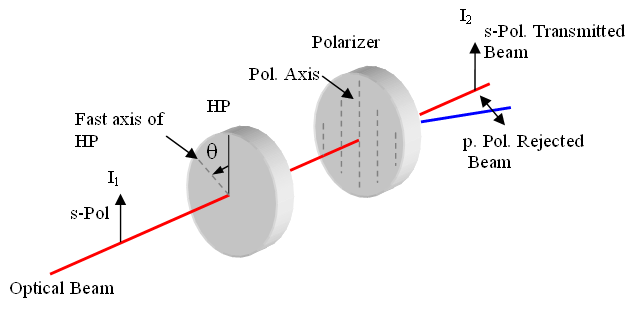 I₂
s-Pol. Transmitted
Beam
Polarizer
Pol. Axis
HP
Fast axis of
HP
θ
p. Pol. Rejected
Beam
I₁
s-Pol
Optical Beam